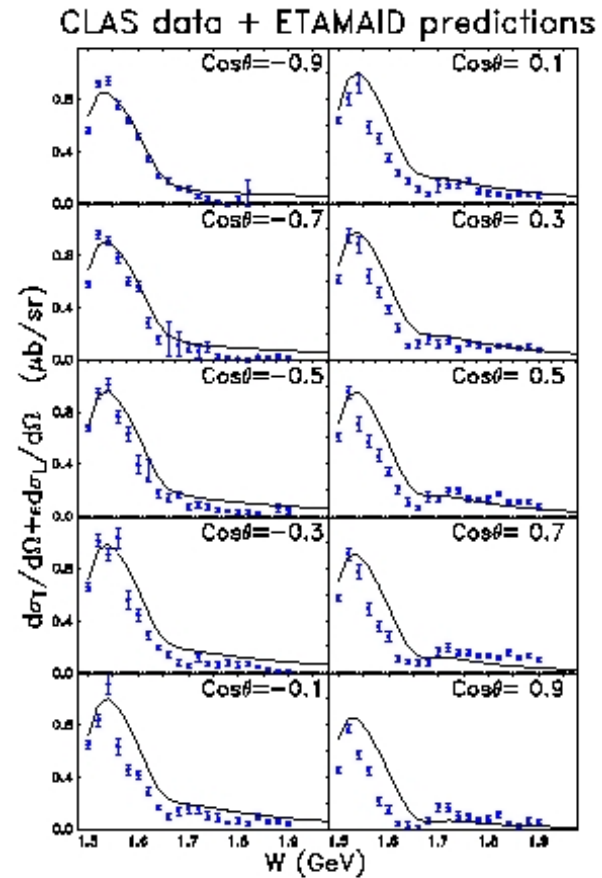 CLAS data + ETAMAID predictions
Cosθ=-0.9
Cosθ= 0.1
0.8
0.4
0.0
Cosθ=-0.7
Cosθ= 0.3
0.8
0.4
0.0
Cosθ=-0.5
Cosθ= 0.5
0.8
0.4
0.0
Cosθ=-0.3
Cosθ= 0.7
0.8
0.4
0.0
Cosθ=-0.1
Cosθ= 0.9
0.8
0.4
0.0
dσT/dΩ+εdσL/dΩ (μb/sr)
1.5 1.6 1.7 1.8 1.9 1.5 1.6 1.7 1.8 1.9
W (GeV)